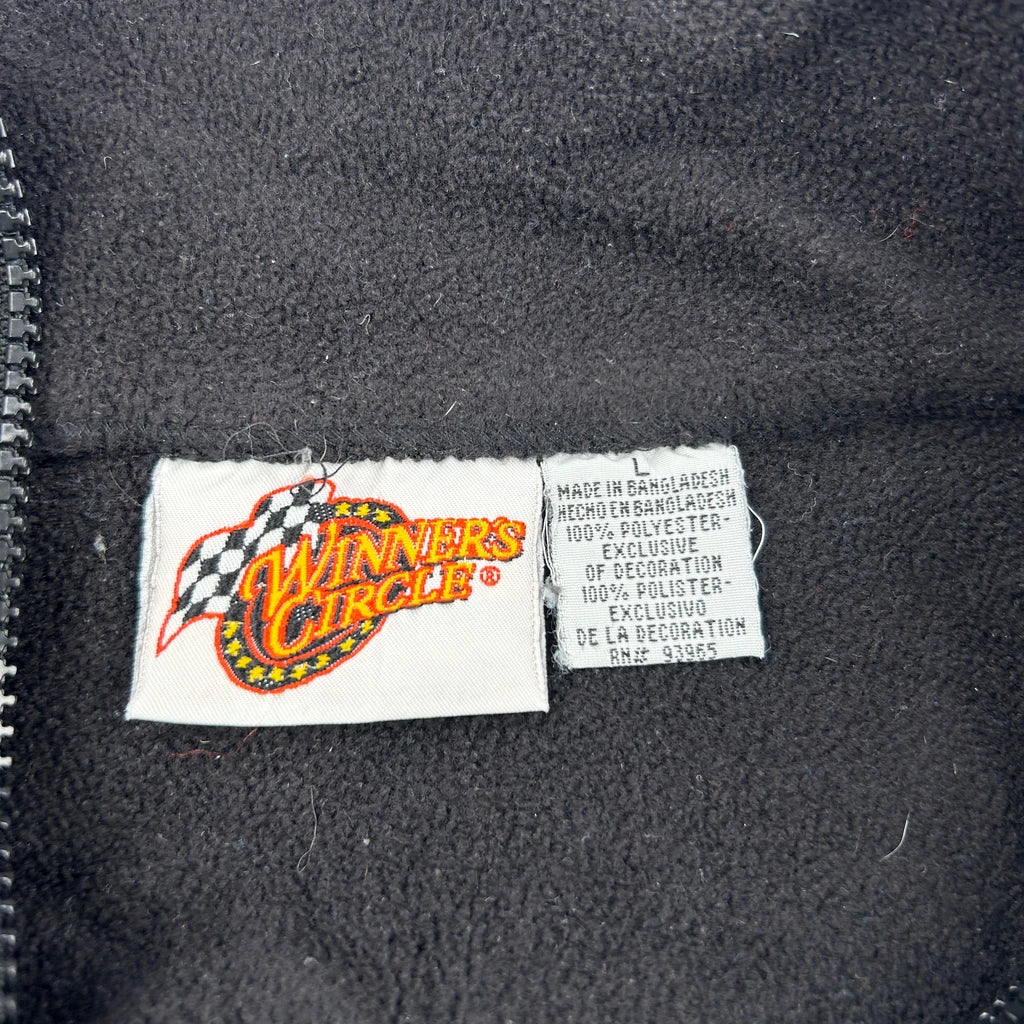 WINNER'S
CIRCLE®
L
MADE IN BANGLADESH
HECHO EN BANGLADESH
100% POLYESTER-
EXCLUSIVE
OF DECORATION
100% POLISTER-
EXCLUSIVO
DE LA DECORATION
RN# 93965